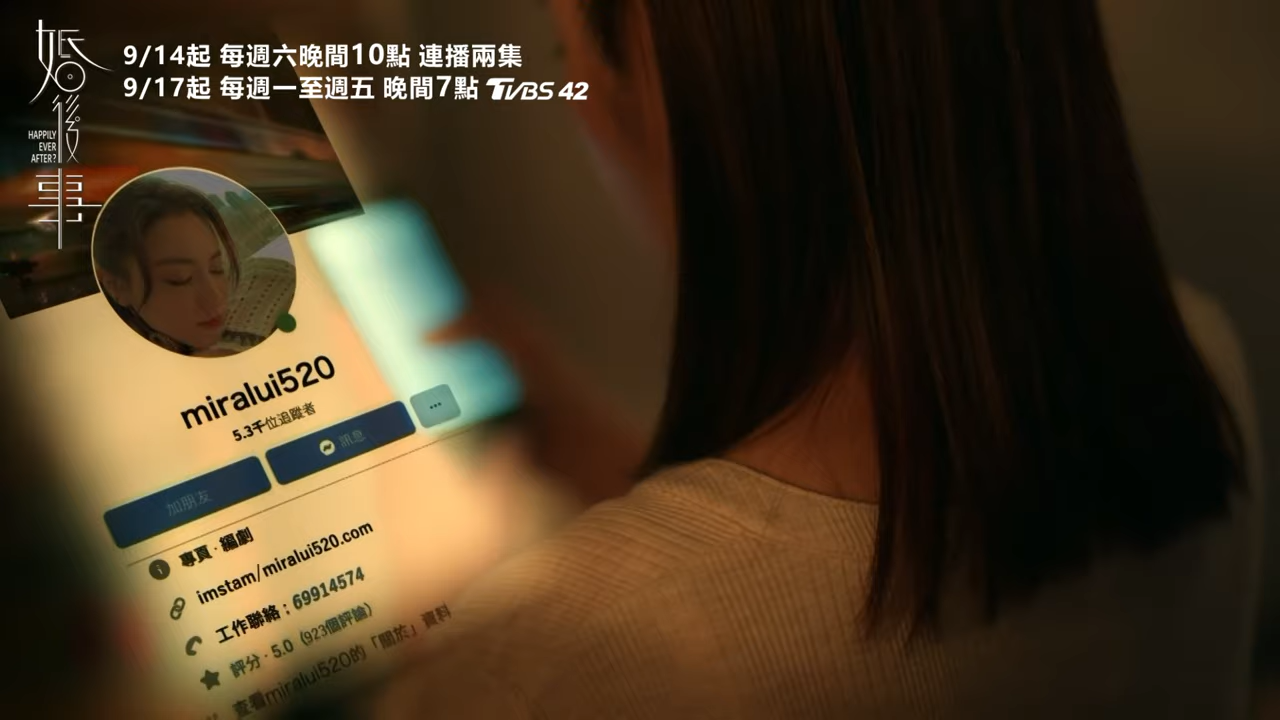 婚後事
HAPPILY
EVER
AFTER?
9/14起 每週六晚間10點 連播兩集
9/17起 每週一至週五 晚間7點 TVBS 42
miralui520
5.3千位追蹤者
加朋友
訊息
專頁 · 編劇
imstam/miralui520.com
工作聯絡：69914574
評分 · 5.0（923個評論）
查看miralui520的「關於」資料